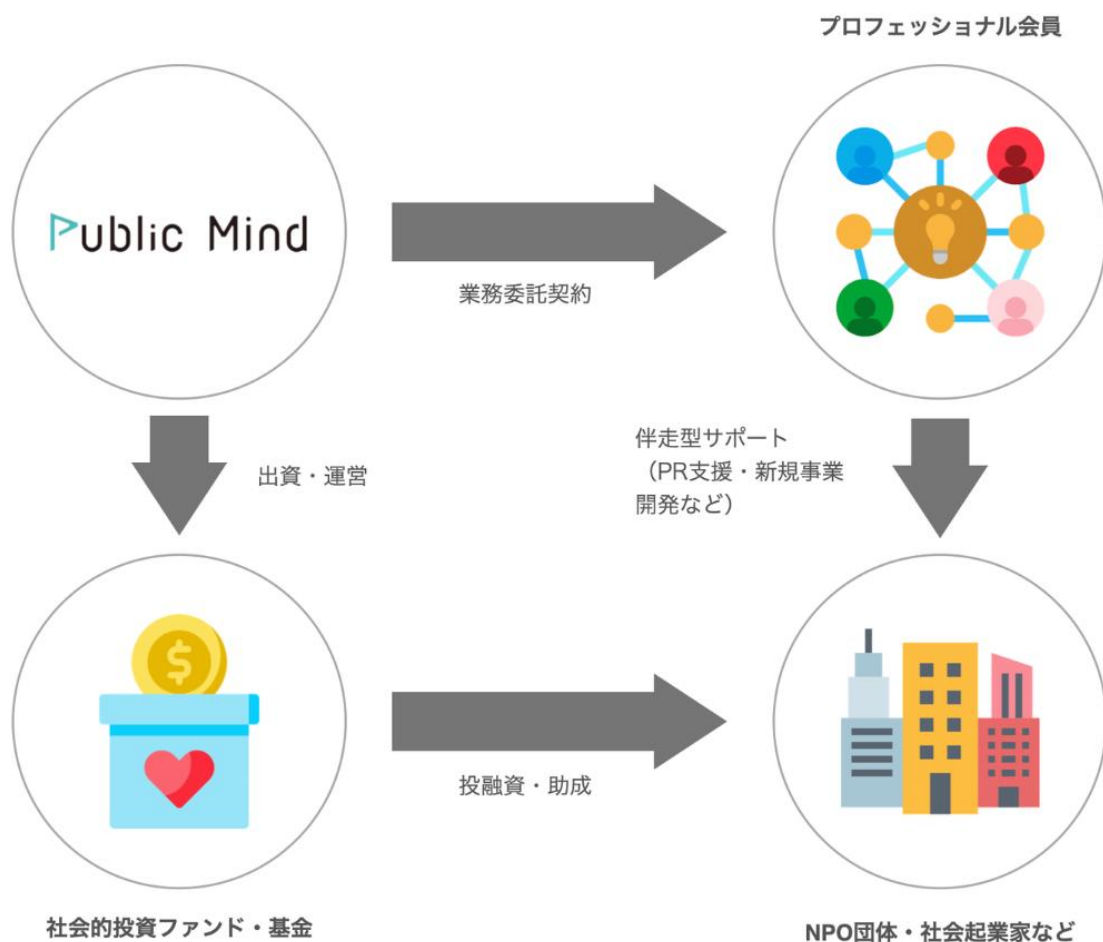 プロフェッショナル会員
Public Mind
業務委託契約
出資・運営
伴走型サポート
（PR支援・新規事業
開発など）
$
投融資・助成
社会的投資ファンド・基金
NPO団体・社会起業家など